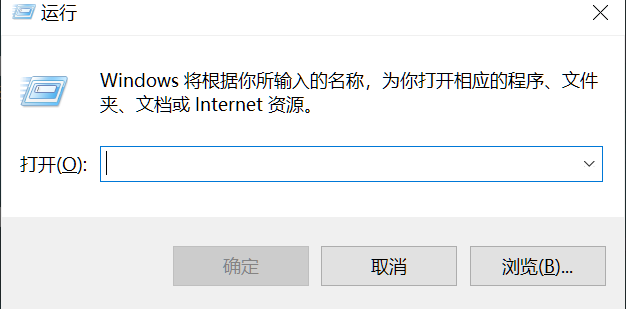 运行
Windows 将根据你所输入的名称，为你打开相应的程序、文件
夹、文档或 Internet 资源。
打开(O):
确定 取消 浏览(B)...